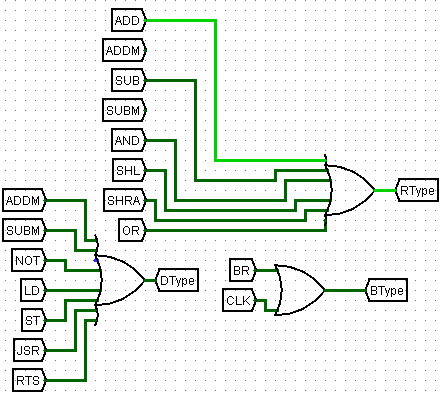 ADD
ADDM
SUB
SUBM
AND
SHL
SHRA
OR
RType
ADDM
SUBM
NOT
LD
ST
JSR
RTS
DType
BR
CLK
BType